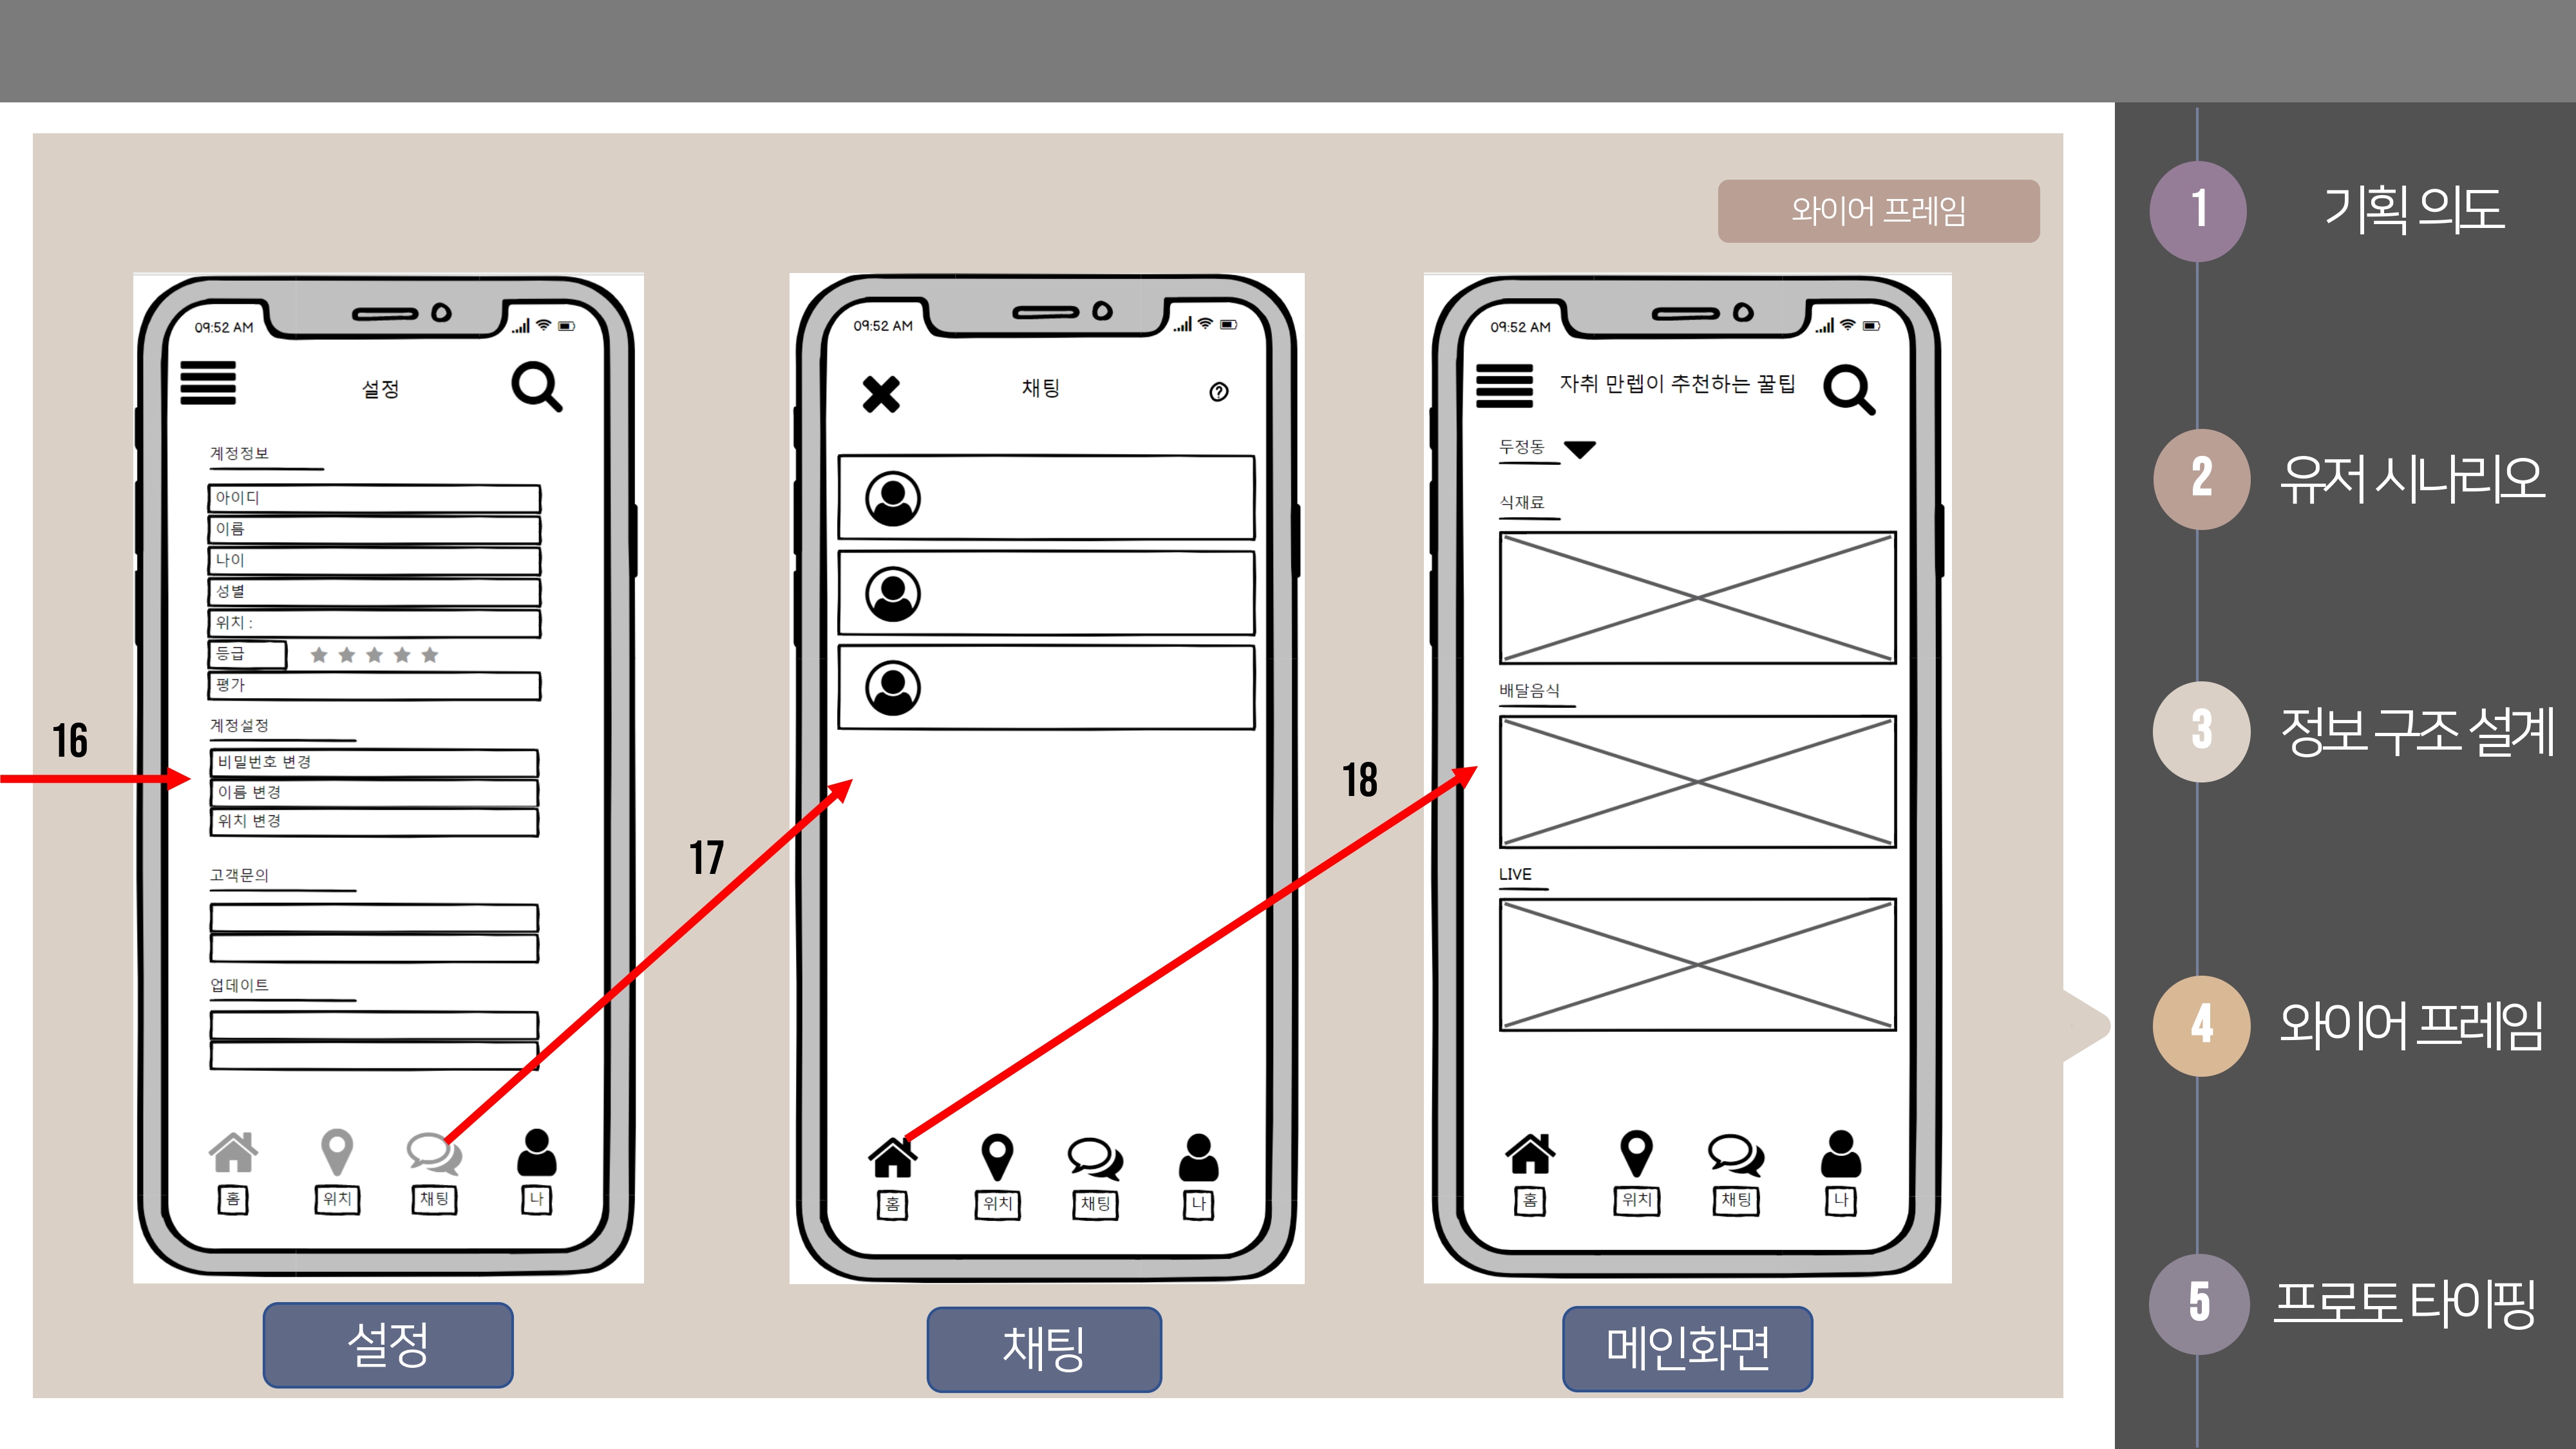 와이어 프레임
16
09:52 AM
설정
계정정보
아이디
이름
나이
성별
위치 :
등급
평가
계정설정
비밀번호 변경
이름 변경
위치 변경
고객문의
업데이트
홈 위치 채팅 나
설정
17
09:52 AM
채팅
?
홈 위치 채팅 나
채팅
18
09:52 AM
자취 만렙이 추천하는 꿀팁
두정동
식재료
배달음식
LIVE
홈 위치 채팅 나
메인화면
1 기획 의도
2 유저 시나리오
3 정보 구조 설계
4 와이어 프레임
5 프로토 타이핑